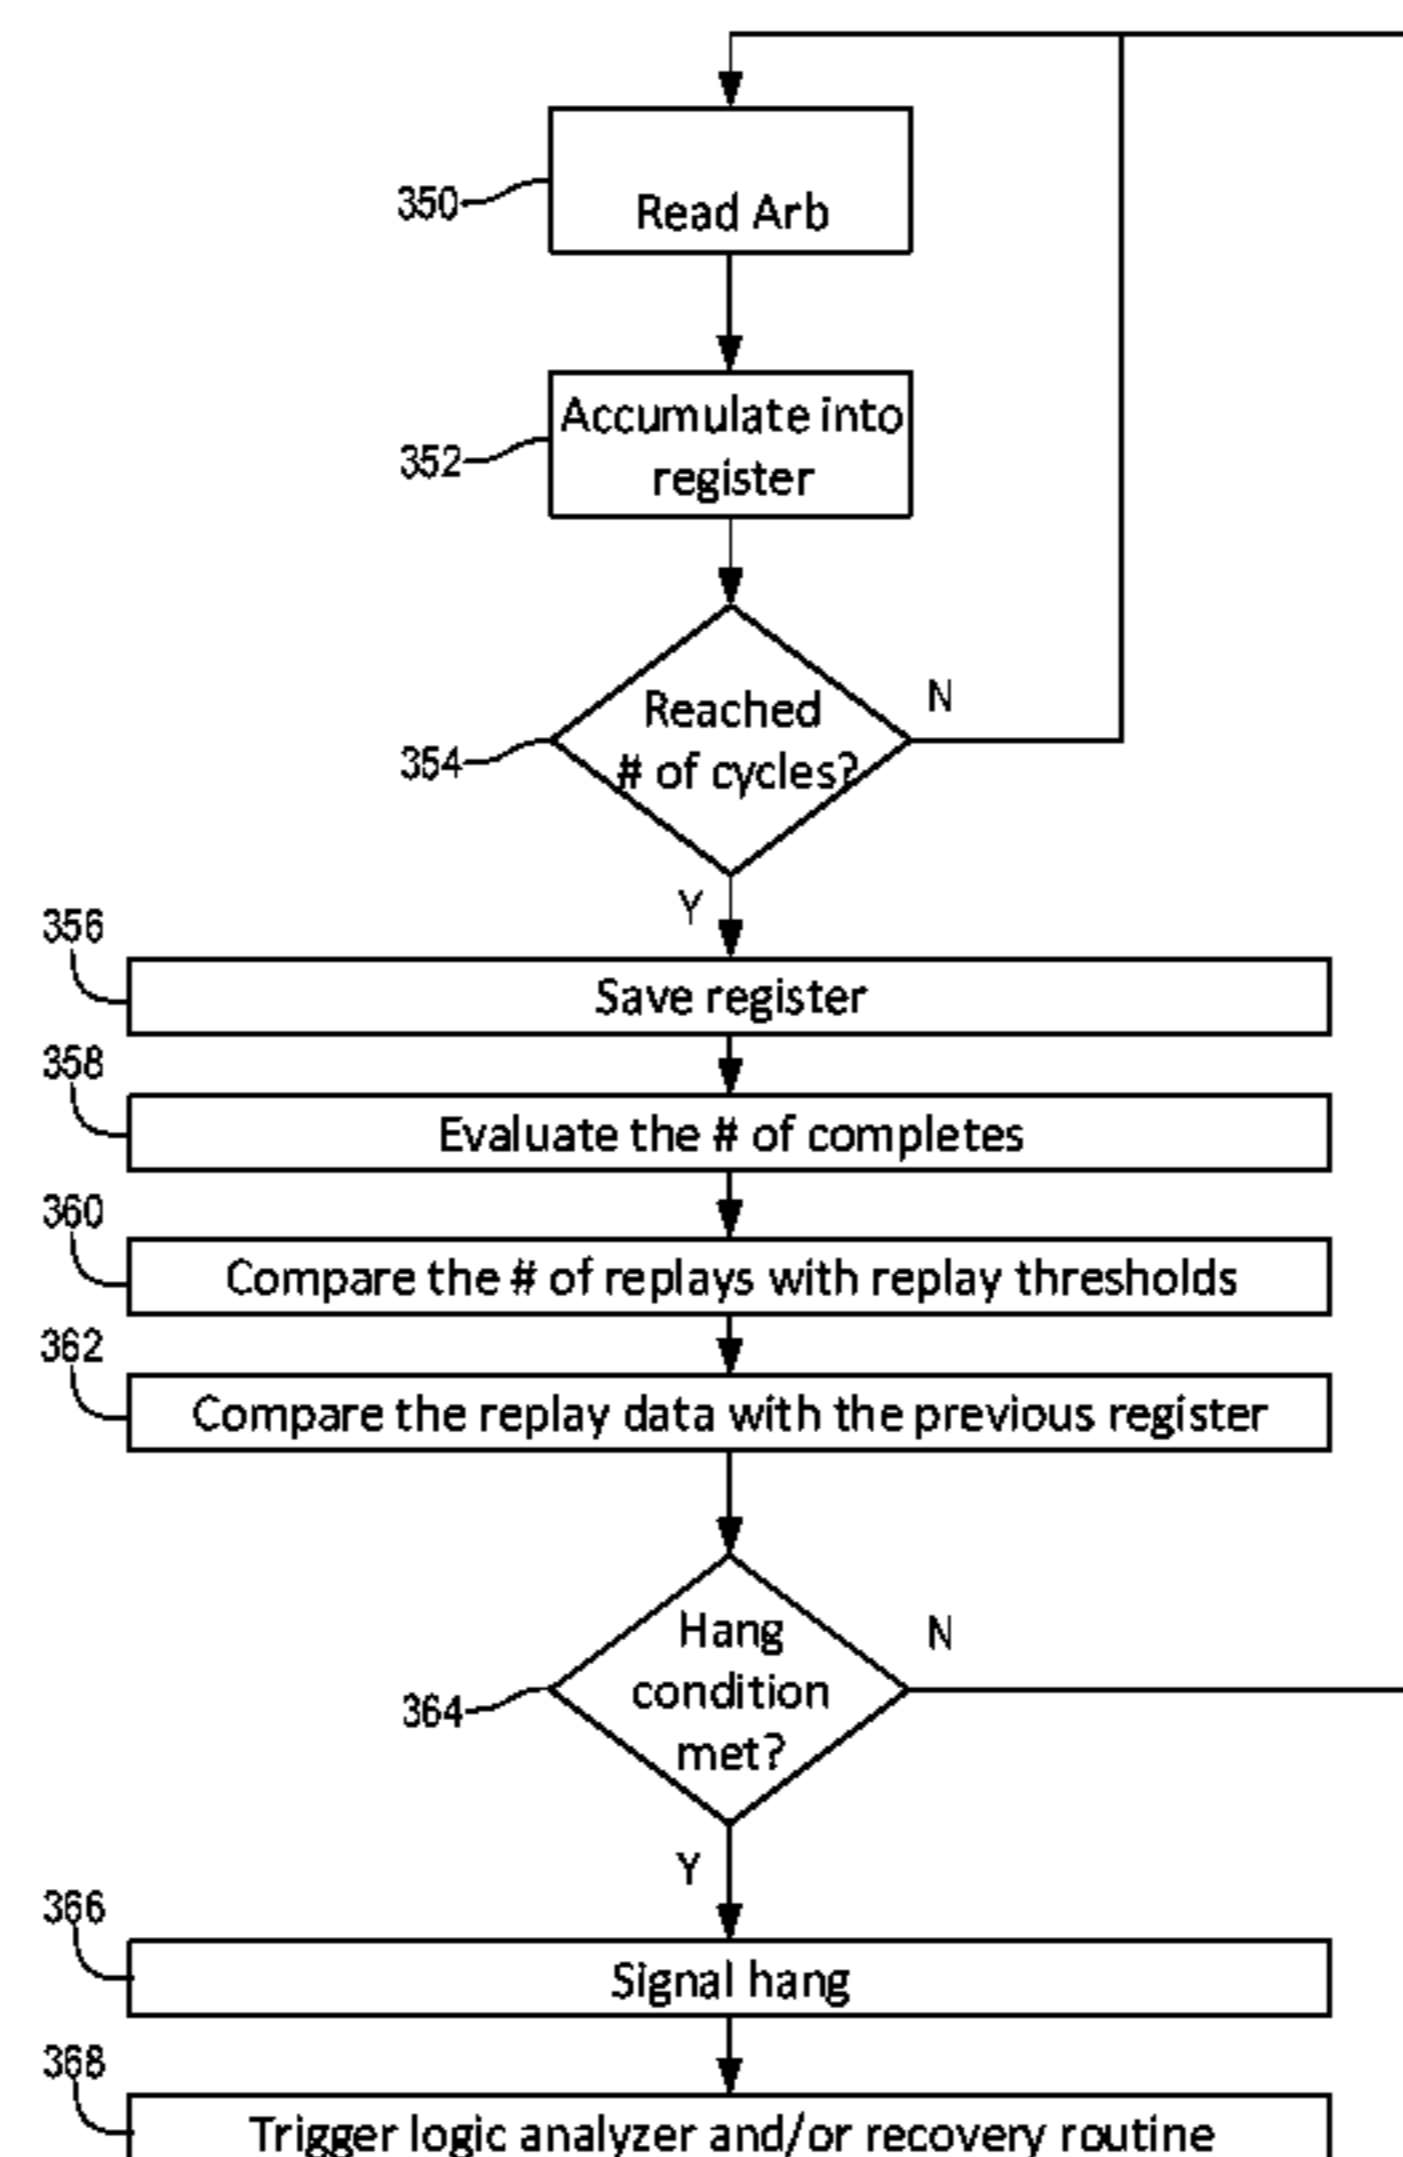 350
Read Arb
352
Accumulate into
register
354
Reached
# of cycles?
N
Y
356
Save register
358
Evaluate the # of completes
360
Compare the # of replays with replay thresholds
362
Compare the replay data with the previous register
364
Hang
condition
met?
N
Y
366
Signal hang
368
Trigger logic analyzer and/or recovery routine